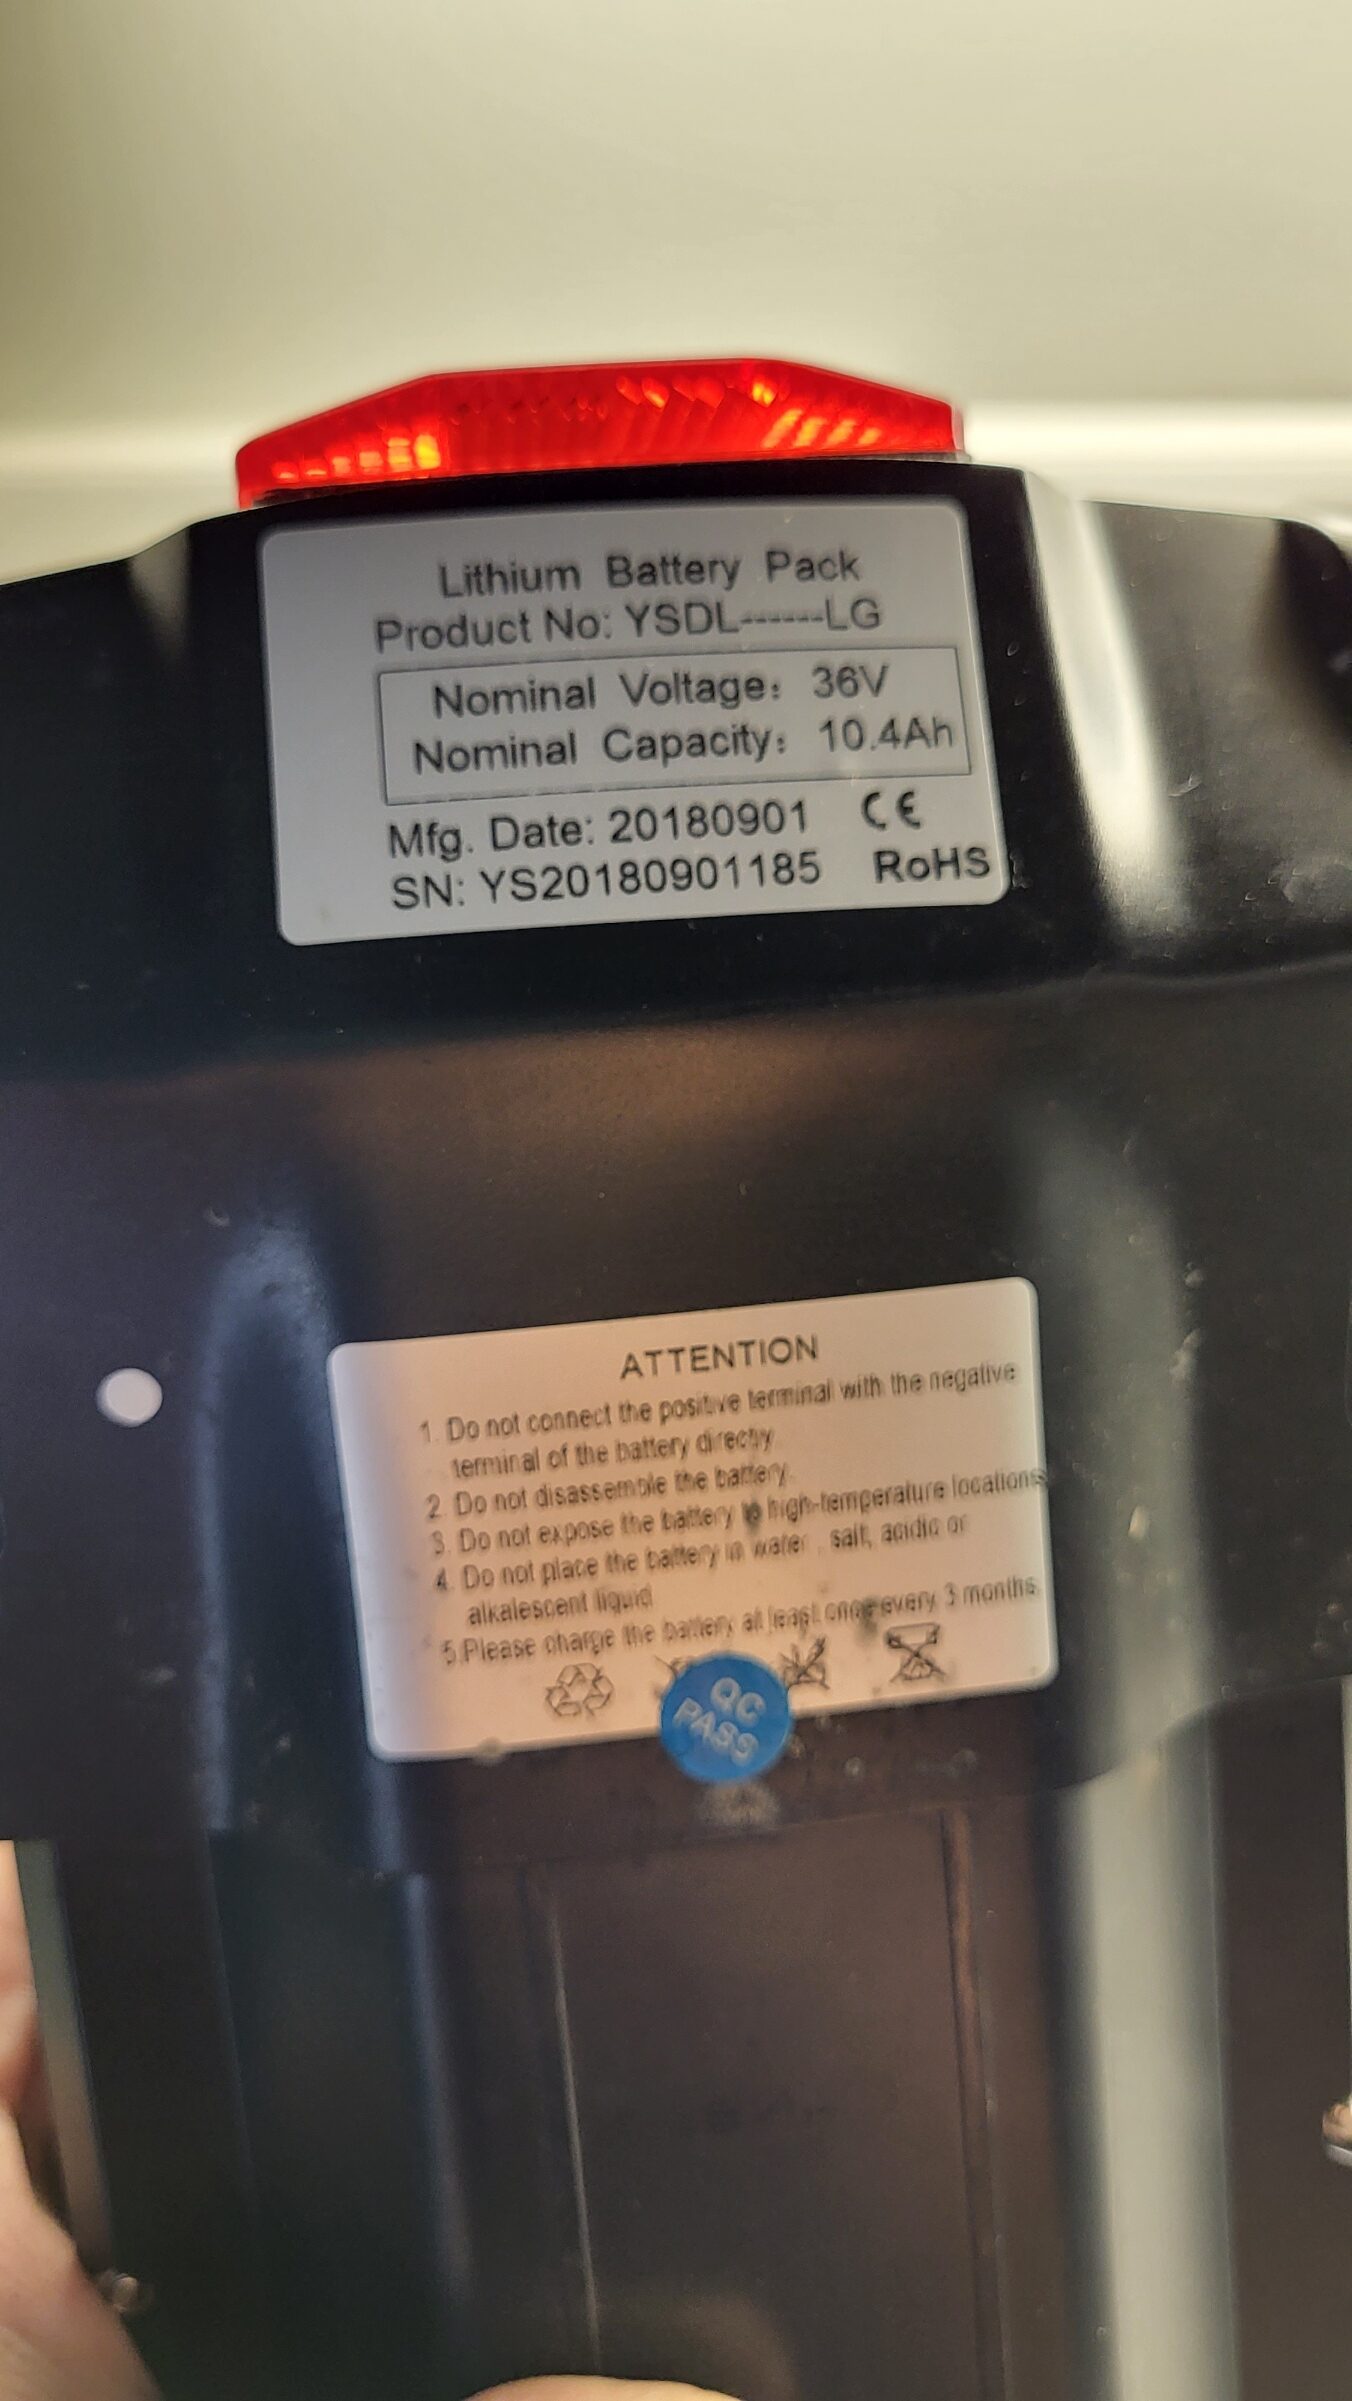 Lithium Battery Pack
Product No: YSDL------LG
Nominal Voltage: 36V
Nominal Capacity: 10.4Ah
Mfg. Date: 20180901 CE
SN: YS20180901185 RoHS
ATTENTION
1. Do not connect the positive terminal with the negative
terminal of the battery directly
2. Do not disassemble the battery.
3. Do not expose the battery to high-temperature locations
4. Do not place the battery in water , salt, acidic or
alkalescent liquid
5.Please charge the battery at least once every 3 months.
QC
PASS